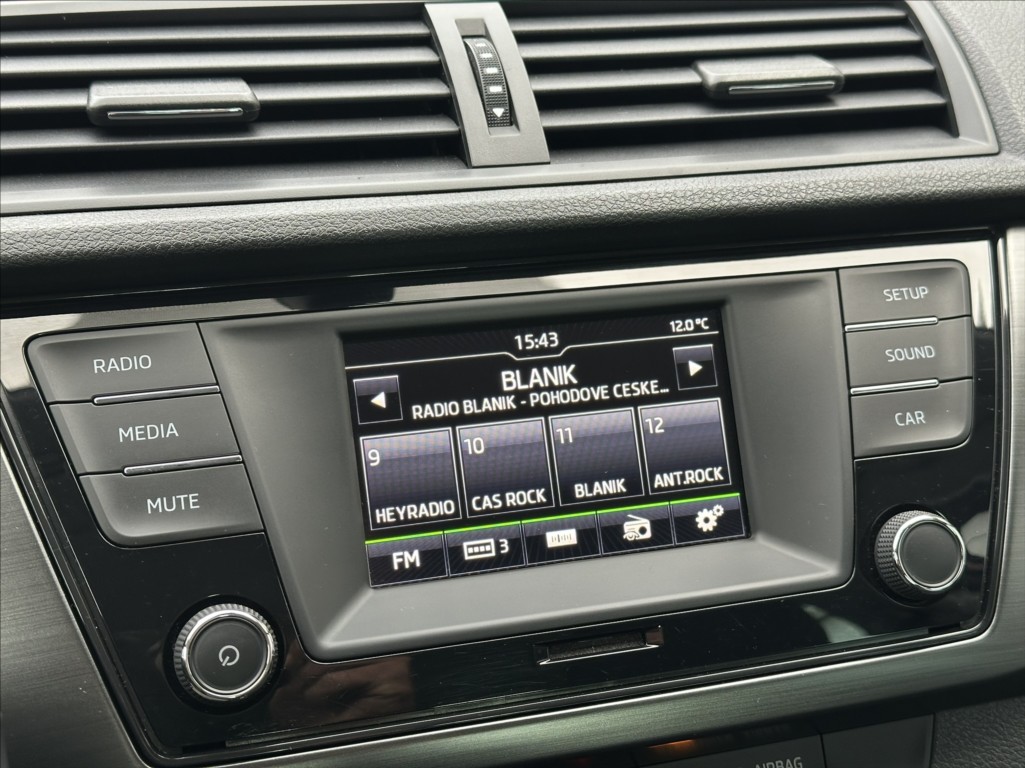 RADIO
MEDIA
MUTE
15:43
12.0°C
BLANIK
RADIO BLANIK - POHODOVE CESKE...
9
HEYRADIO
10
CAS ROCK
11
BLANIK
12
ANT.ROCK
FM
3
SETUP
SOUND
CAR
AIRBAG